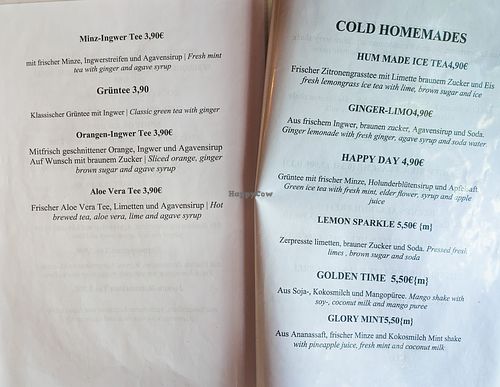 Minz-Ingwer Tee 3,90€
mit frischer Minze, Ingwerstreifen und Agavensirup | Fresh mint
tea with ginger and agave syrup
Grüntee 3,90
Klassischer Grüntee mit Ingwer | Classic green tea with ginger
Orangen-Ingwer Tee 3,90€
Mitfrisch geschnittener Orange, Ingwer und Agavensirup
Auf Wunsch mit braunem Zucker | Sliced orange, ginger
brown sugar and agave syrup
Aloe Vera Tee 3,90€
Frischer Aloe Vera Tee, Limetten und Agavensirup | Hot
brewed tea, aloe vera, lime and agave syrup
COLD HOMEMADES
HUM MADE ICE TEA4,90€
Frischer Zitronengrasstee mit Limette braunem Zucker und Eis
fresh lemongrass ice tea with lime, brown sugar and ice
GINGER-LIMO4,90€
Aus frischem Ingwer, braunen zucker, Agavensirup und Soda.
Ginger lemonade with fresh ginger, agave syrup and soda water
HAPPY DAY 4,90€
Grüntee mit frischer Minze, Holunderblütensirup und Apfelsaft.
Green ice tea with fresh mint, elder flower, syrup and apple
juice
LEMON SPARKLE 5,50€ {m}
Zerpresste limetten, brauner Zucker und Soda. Pressed fresh
limes , brown sugar and soda
GOLDEN TIME 5,50€{m}
Aus Soja-, Kokosmilch und Mangopüree. Mango shake with
soy-, coconut milk and mango puree
GLORY MINT5,50{m}
Aus Ananassaft, frischer Minze und Kokosmilch Mint shake
with pineapple juice, fresh mint and coconut milk
HappyCow